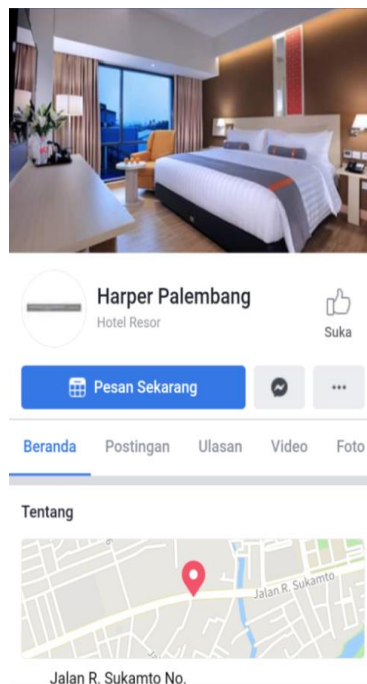 Harper Palembang
Hotel Resor
Suka
Pesan Sekarang
Beranda Postingan Ulasan Video Foto
Tentang
Jalan R. Sukamto
Jalan R. Sukamto No.